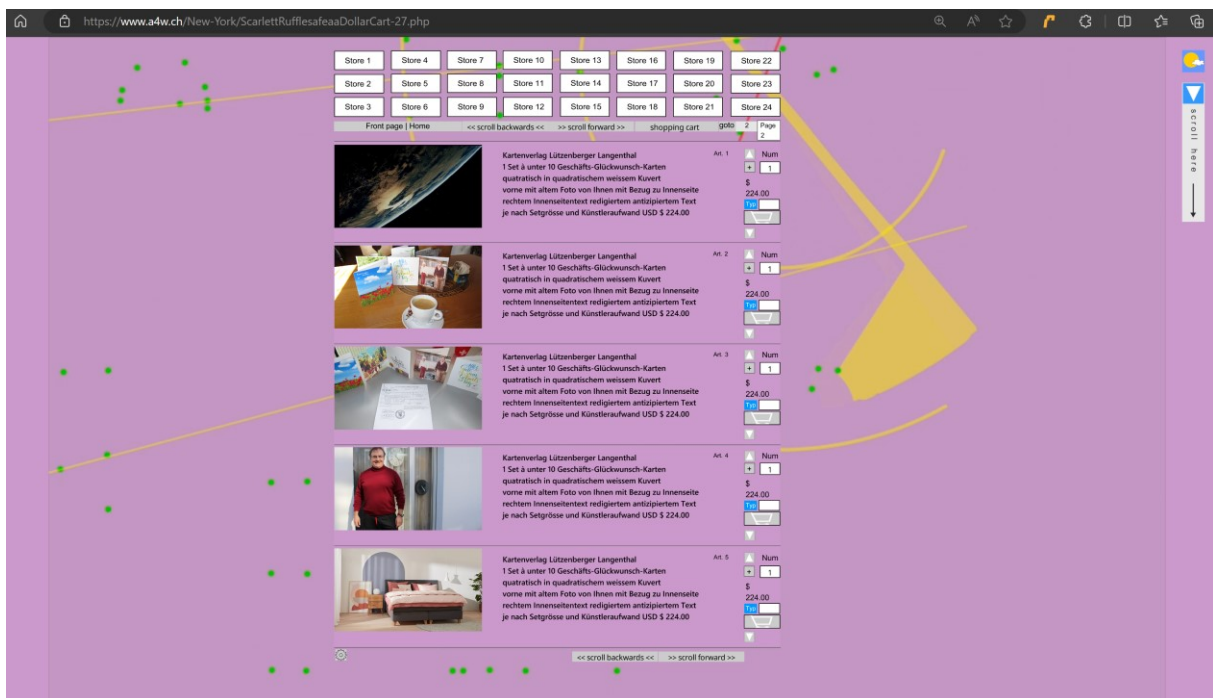 https://www.a4w.ch/New-York/ScarlettRufflesafeaaDollarCart-27.php
Store 1 Store 4 Store 7 Store 10 Store 13 Store 16 Store 19 Store 22
Store 2 Store 5 Store 8 Store 11 Store 14 Store 17 Store 20 Store 23
Store 3 Store 6 Store 9 Store 12 Store 15 Store 18 Store 21 Store 24
Front page | Home << scroll backwards << >> scroll forward >> shopping cart goto 2 Page 2
scroll here
Kartenverlag Lützenberger Langenthal Art. 1 Num
1 Set à unter 10 Geschäfts-Glückwunsch-Karten + 1
quatratisch in quadratischem weissem Kuvert $
vorne mit altem Foto von Ihnen mit Bezug zu Innenseite 224.00
rechtem Innenseitentext redigiertem antizipiertem Text Typ
je nach Setgrösse und Künstleraufwand USD $ 224.00
Kartenverlag Lützenberger Langenthal Art. 2 Num
1 Set à unter 10 Geschäfts-Glückwunsch-Karten + 1
quatratisch in quadratischem weissem Kuvert $
vorne mit altem Foto von Ihnen mit Bezug zu Innenseite 224.00
rechtem Innenseitentext redigiertem antizipiertem Text Typ
je nach Setgrösse und Künstleraufwand USD $ 224.00
Kartenverlag Lützenberger Langenthal Art. 3 Num
1 Set à unter 10 Geschäfts-Glückwunsch-Karten + 1
quatratisch in quadratischem weissem Kuvert $
vorne mit altem Foto von Ihnen mit Bezug zu Innenseite 224.00
rechtem Innenseitentext redigiertem antizipiertem Text Typ
je nach Setgrösse und Künstleraufwand USD $ 224.00
Kartenverlag Lützenberger Langenthal Art. 4 Num
1 Set à unter 10 Geschäfts-Glückwunsch-Karten + 1
quatratisch in quadratischem weissem Kuvert $
vorne mit altem Foto von Ihnen mit Bezug zu Innenseite 224.00
rechtem Innenseitentext redigiertem antizipiertem Text Typ
je nach Setgrösse und Künstleraufwand USD $ 224.00
Kartenverlag Lützenberger Langenthal Art. 5 Num
1 Set à unter 10 Geschäfts-Glückwunsch-Karten + 1
quatratisch in quadratischem weissem Kuvert $
vorne mit altem Foto von Ihnen mit Bezug zu Innenseite 224.00
rechtem Innenseitentext redigiertem antizipiertem Text Typ
je nach Setgrösse und Künstleraufwand USD $ 224.00
<< scroll backwards << >> scroll forward >>